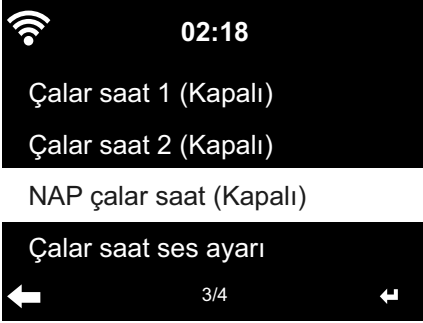 02:18
Çalar saat 1 (Kapalı)
Çalar saat 2 (Kapalı)
NAP çalar saat (Kapalı)
Çalar saat ses ayarı
3/4